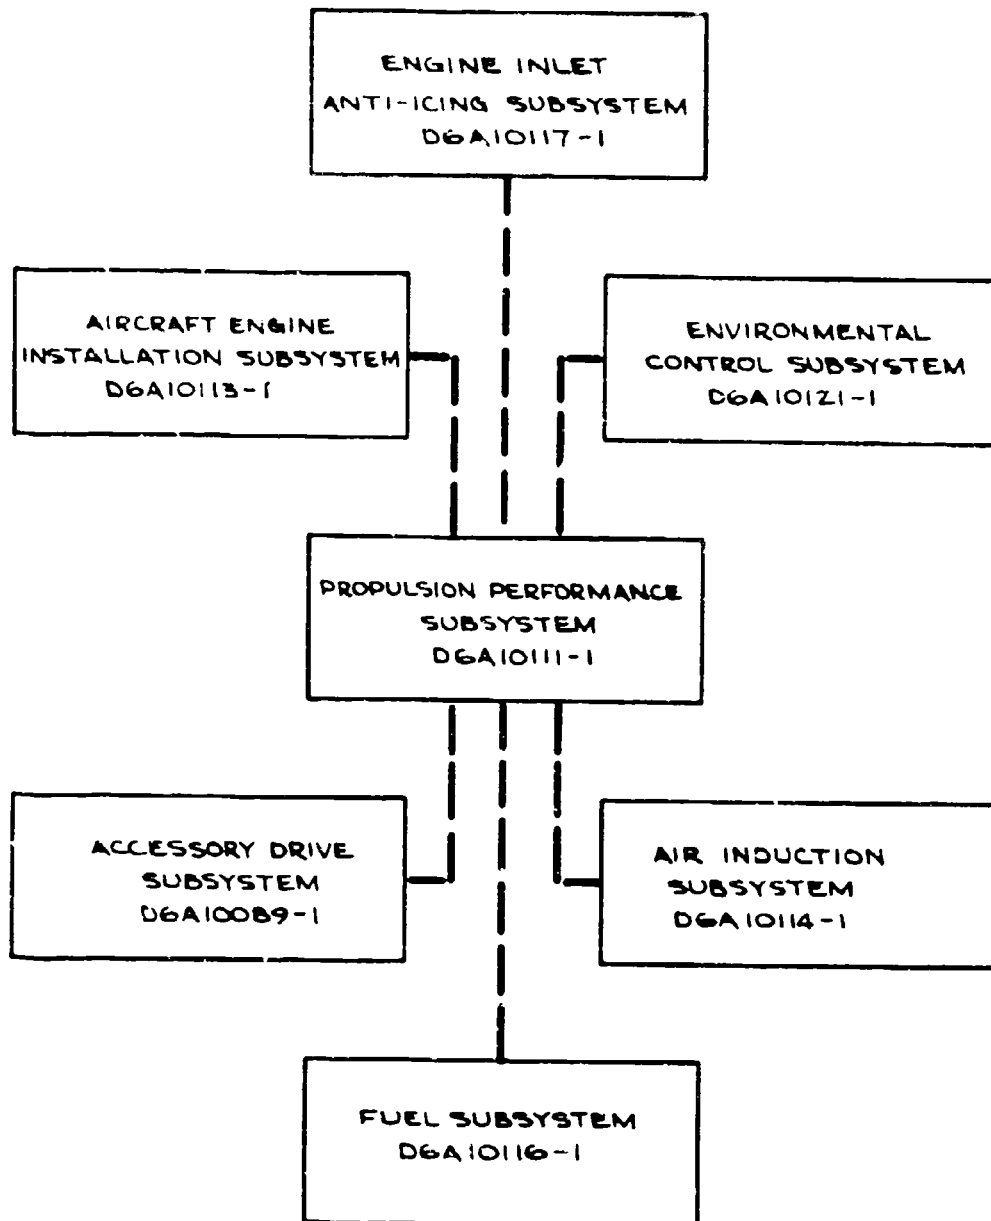 ENGINE INLET
ANTI-ICING SUBSYSTEM
D6A10117-1
AIRCRAFT ENGINE
INSTALLATION SUBSYSTEM
D6A10113-1
ENVIRONMENTAL
CONTROL SUBSYSTEM
D6A10121-1
PROPULSION PERFORMANCE
SUBSYSTEM
D6A10111-1
ACCESSORY DRIVE
SUBSYSTEM
D6A10089-1
AIR INDUCTION
SUBSYSTEM
D6A10114-1
FUEL SUBSYSTEM
D6A10116-1